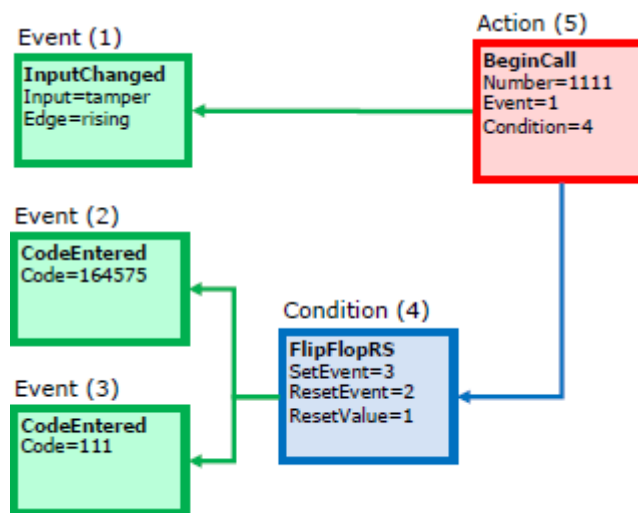 Event (1)
InputChanged
Input=tamper
Edge=rising
Action (5)
BeginCall
Number=1111
Event=1
Condition=4
Event (2)
CodeEntered
Code=164575
Condition (4)
FlipFlopRS
SetEvent=3
ResetEvent=2
ResetValue=1
Event (3)
CodeEntered
Code=111